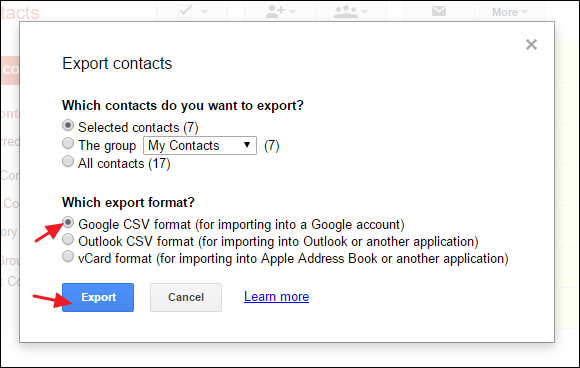 tacts
More
Export contacts
Which contacts do you want to export?
Selected contacts (7)
The group My Contacts (7)
All contacts (17)
Which export format?
Google CSV format (for importing into a Google account)
Outlook CSV format (for importing into Outlook or another application)
vCard format (for importing into Apple Address Book or another application)
Export Cancel Learn more